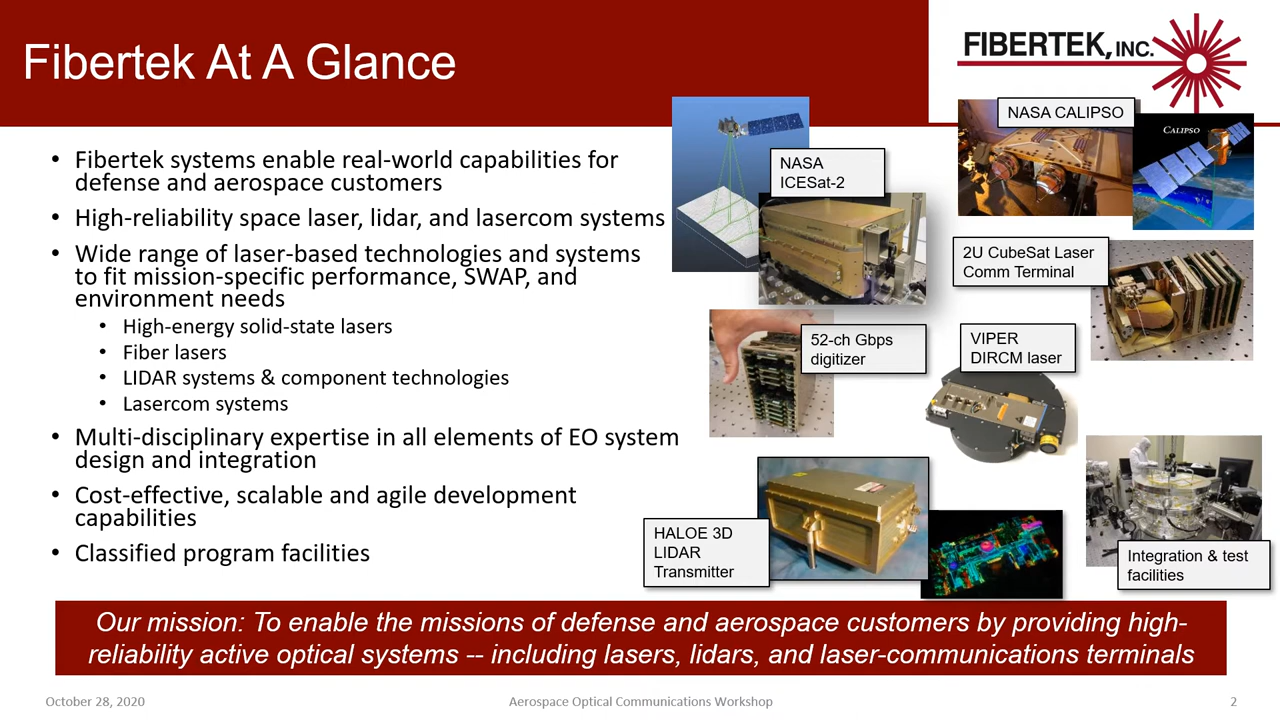 Fibertek At A Glance
FIBERTEK, INC.
• Fibertek systems enable real-world capabilities for
defense and aerospace customers
• High-reliability space laser, lidar, and lasercom systems
• Wide range of laser-based technologies and systems
to fit mission-specific performance, SWAP, and
environment needs
• High-energy solid-state lasers
• Fiber lasers
• LIDAR systems & component technologies
• Lasercom systems
• Multi-disciplinary expertise in all elements of EO system
design and integration
• Cost-effective, scalable and agile development
capabilities
• Classified program facilities
NASA
ICESat-2
NASA CALIPSO
CALIPSO
2U CubeSat Laser
Comm Terminal
52-ch Gbps
digitizer
VIPER
DIRCM laser
HALOE 3D
LIDAR
Transmitter
Integration & test
facilities
Our mission: To enable the missions of defense and aerospace customers by providing high-
reliability active optical systems -- including lasers, lidars, and laser-communications terminals
October 28, 2020
Aerospace Optical Communications Workshop
2